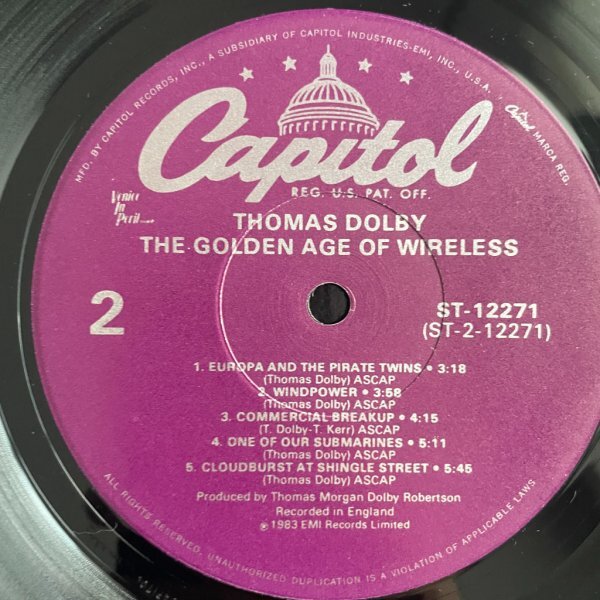 MFD. BY CAPITOL RECORDS, INC., A SUBSIDIARY OF CAPITOL INDUSTRIES-EMI, INC., U.S.A.
Capitol MARCA REG.
Capitol
REG. U.S. PAT. OFF.
Venice
In
Peril
THOMAS DOLBY
THE GOLDEN AGE OF WIRELESS
2
ST-12271
(ST-2-12271)
1. EUROPA AND THE PIRATE TWINS • 3:18
(Thomas Dolby) ASCAP
2. WINDPOWER • 3:58
(Thomas Dolby) ASCAP
3. COMMERCIAL BREAKUP • 4:15
(T. Dolby-T. Kerr) ASCAP
4. ONE OF OUR SUBMARINES • 5:11
(Thomas Dolby) ASCAP
5. CLOUDBURST AT SHINGLE STREET • 5:45
(Thomas Dolby) ASCAP
Produced by Thomas Morgan Dolby Robertson
Recorded in England
℗ 1983 EMI Records Limited
ALL RIGHTS RESERVED. UNAUTHORIZED DUPLICATION IS A VIOLATION OF APPLICABLE LAWS